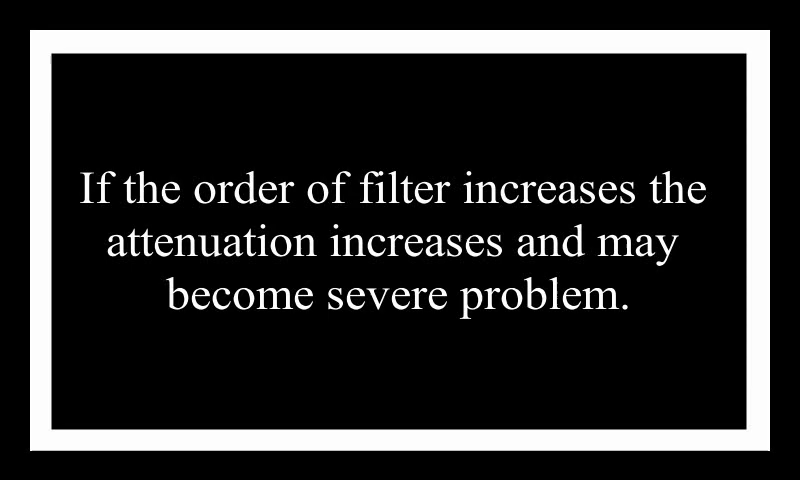 If the order of filter increases the
attenuation increases and may
become severe problem.